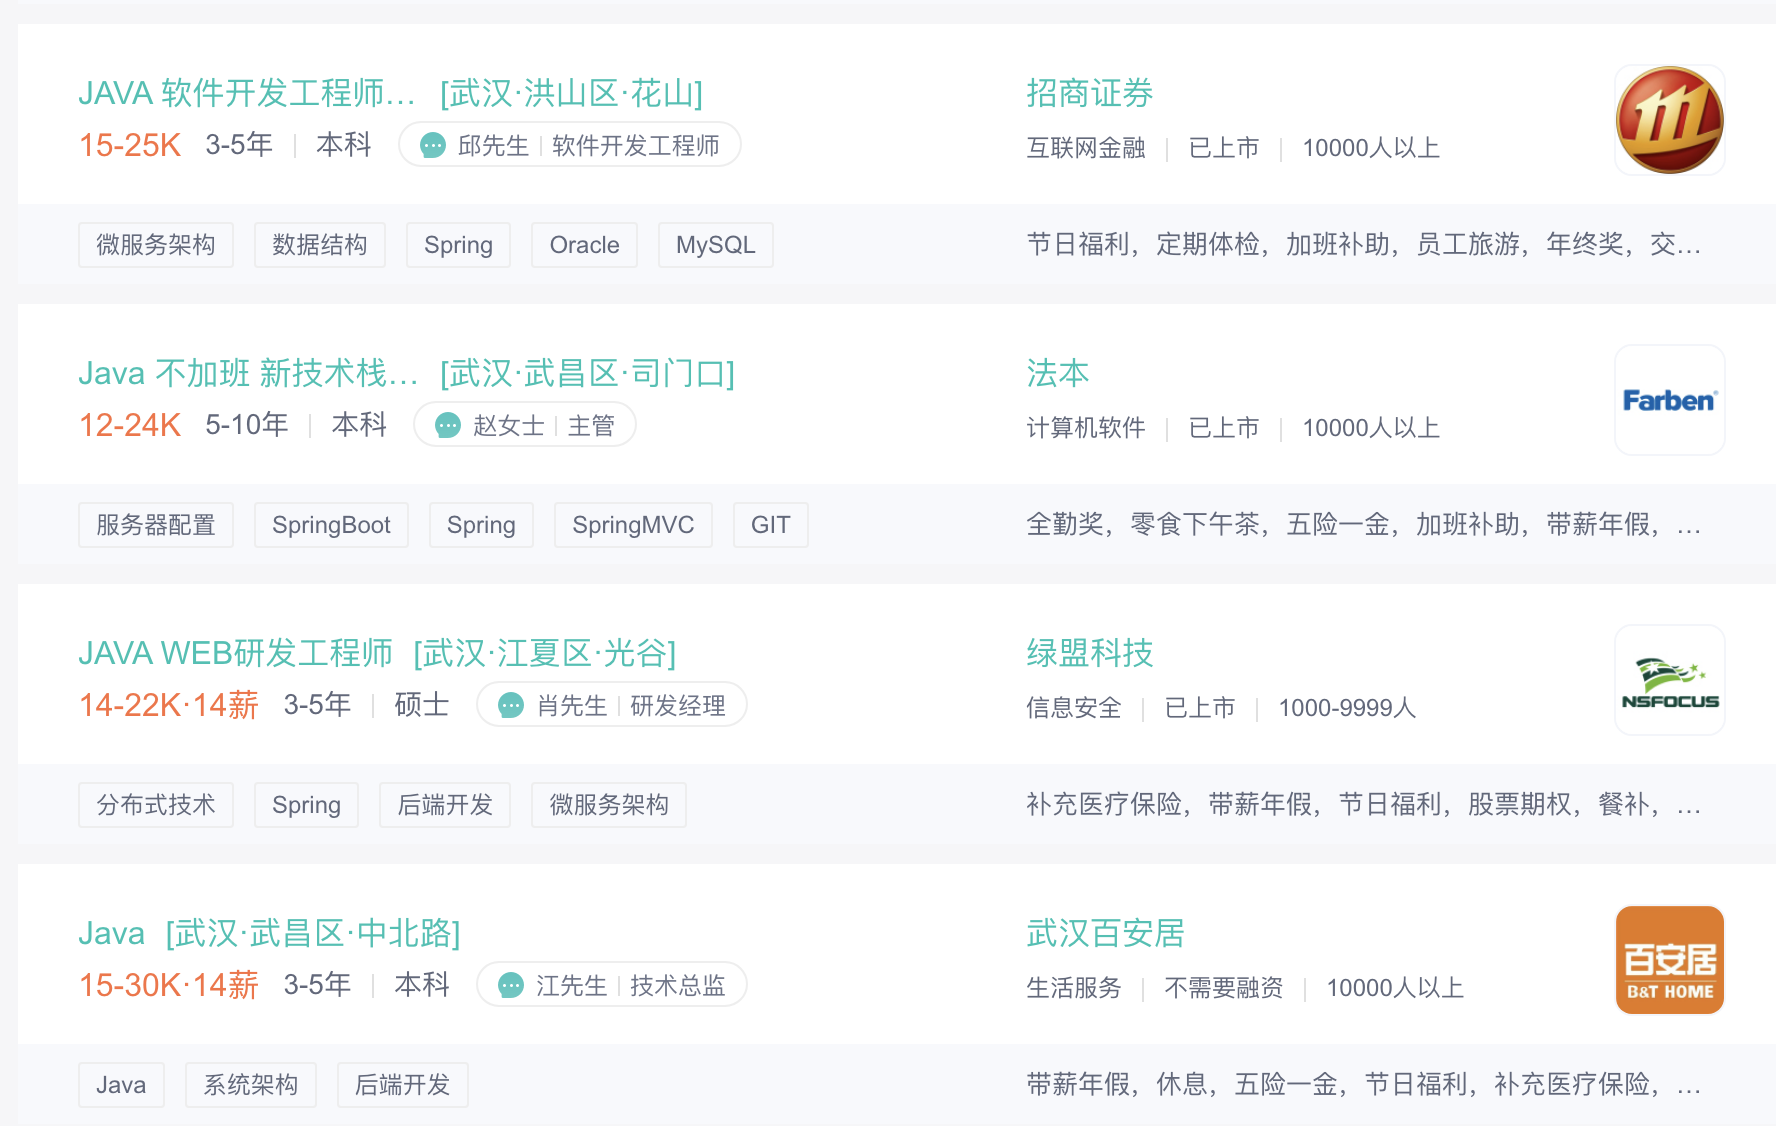 JAVA 软件开发工程师... [武汉·洪山区·花山]
15-25K 3-5年 本科 邱先生 软件开发工程师
招商证券
互联网金融 已上市 10000人以上
微服务架构 数据结构 Spring Oracle MySQL
节日福利，定期体检，加班补助，员工旅游，年终奖，交...
Java 不加班 新技术栈... [武汉·武昌区·司门口]
12-24K 5-10年 本科 赵女士 主管
法本
计算机软件 已上市 10000人以上
Farben
服务器配置 SpringBoot Spring SpringMVC GIT
全勤奖，零食下午茶，五险一金，加班补助，带薪年假，...
JAVA WEB研发工程师 [武汉·江夏区·光谷]
14-22K·14薪 3-5年 硕士 肖先生 研发经理
绿盟科技
信息安全 已上市 1000-9999人
NSFOCUS
分布式技术 Spring 后端开发 微服务架构
补充医疗保险，带薪年假，节日福利，股票期权，餐补，...
Java [武汉·武昌区·中北路]
15-30K·14薪 3-5年 本科 江先生 技术总监
武汉百安居
生活服务 不需要融资 10000人以上
百安居
B&T HOME
Java 系统架构 后端开发
带薪年假，休息，五险一金，节日福利，补充医疗保险，...